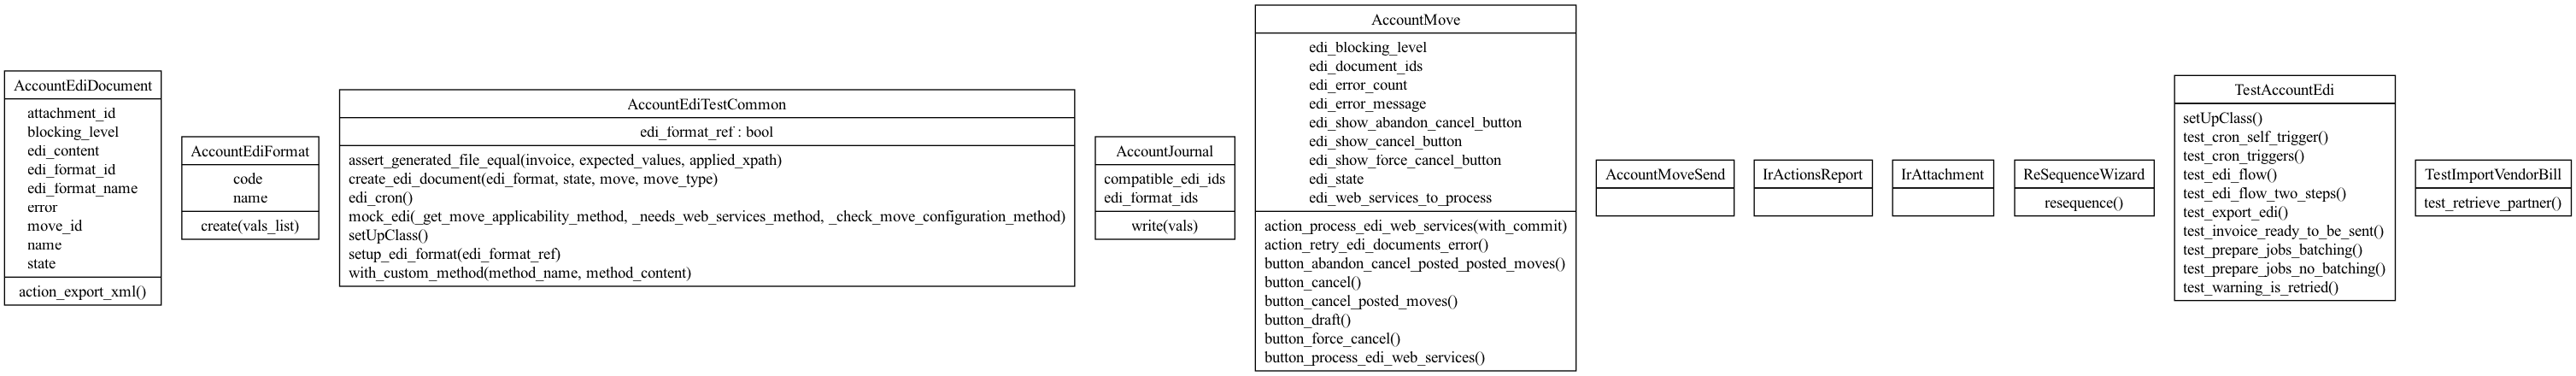 AccountEdiDocument
attachment_id
blocking_level
edi_content
edi_format_id
edi_format_name
error
move_id
name
state
action_export_xml()
AccountEdiFormat
code
name
create(vals_list)
AccountEdiTestCommon
edi_format_ref : bool
assert_generated_file_equal(invoice, expected_values, applied_xpath)
create_edi_document(edi_format, state, move, move_type)
edi_cron()
mock_edi(_get_move_applicability_method, _needs_web_services_method, _check_move_configuration_method)
setUpClass()
setup_edi_format(edi_format_ref)
with_custom_method(method_name, method_content)
AccountJournal
compatible_edi_ids
edi_format_ids
write(vals)
AccountMove
edi_blocking_level
edi_document_ids
edi_error_count
edi_error_message
edi_show_abandon_cancel_button
edi_show_cancel_button
edi_show_force_cancel_button
edi_state
edi_web_services_to_process
action_process_edi_web_services(with_commit)
action_retry_edi_documents_error()
button_abandon_cancel_posted_posted_moves()
button_cancel()
button_cancel_posted_moves()
button_draft()
button_force_cancel()
button_process_edi_web_services()
AccountMoveSend
IrActionsReport
IrAttachment
ReSequenceWizard
resequence()
TestAccountEdi
setUpClass()
test_cron_self_trigger()
test_cron_triggers()
test_edi_flow()
test_edi_flow_two_steps()
test_export_edi()
test_invoice_ready_to_be_sent()
test_prepare_jobs_batching()
test_prepare_jobs_no_batching()
test_warning_is_retried()
TestImportVendorBill
test_retrieve_partner()